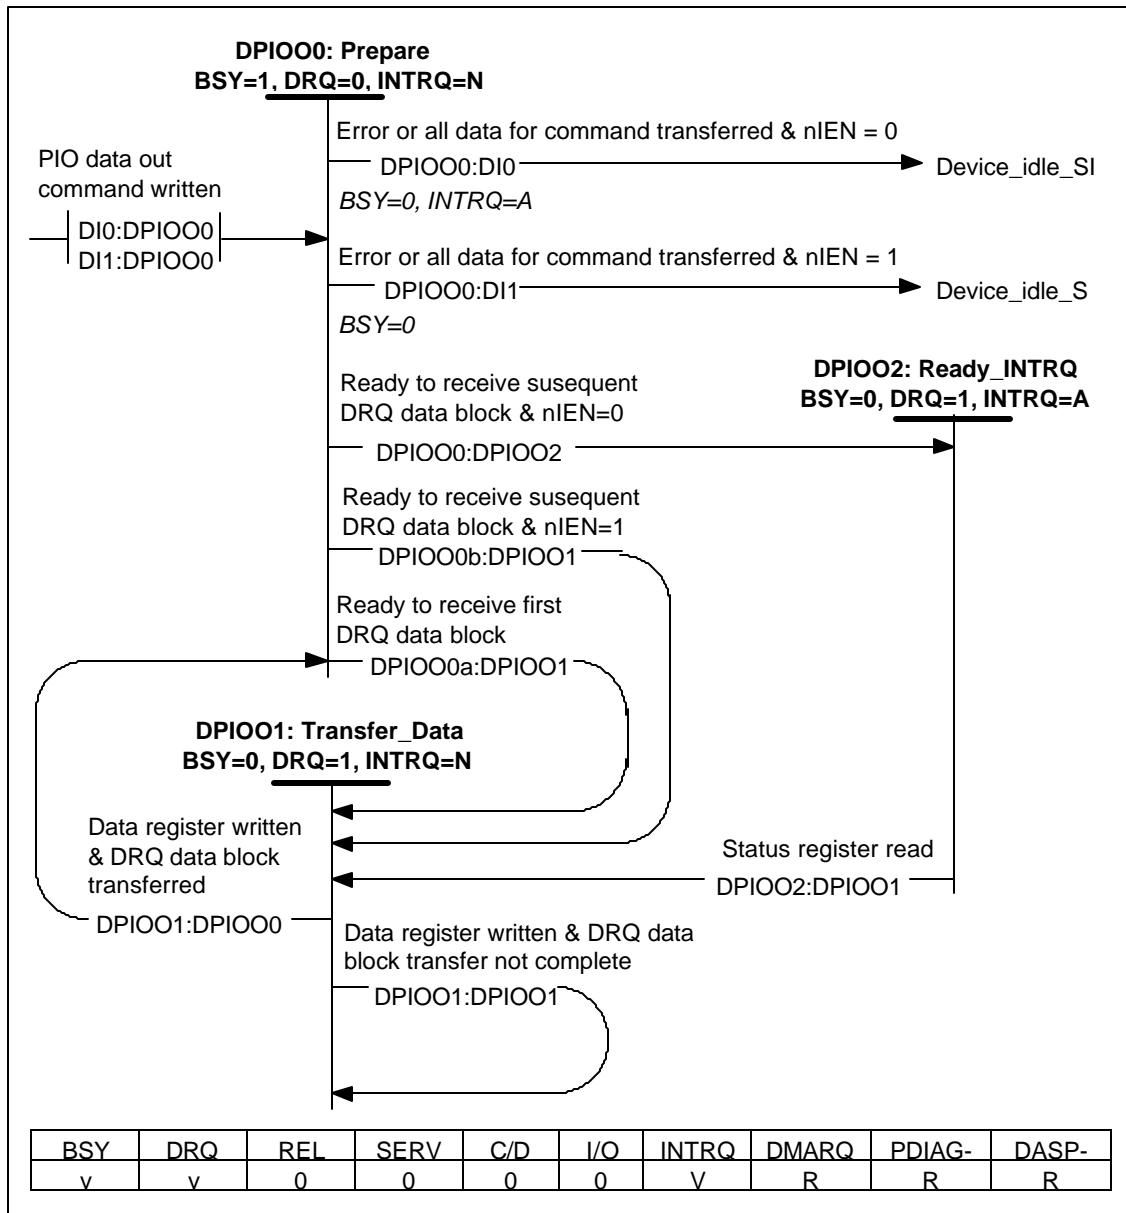 DPIOO0: Prepare
BSY=1, DRQ=0, INTRQ=N
Error or all data for command transferred & nIEN = 0
PIO data out
command written
DPIOO0:DI0
Device_idle_SI
BSY=0, INTRQ=A
DI0:DPIOO0
DI1:DPIOO0
Error or all data for command transferred & nIEN = 1
DPIOO0:DI1
Device_idle_S
BSY=0
DPIOO2: Ready_INTRQ
BSY=0, DRQ=1, INTRQ=A
Ready to receive susequent
DRQ data block & nIEN=0
DPIOO0:DPIOO2
Ready to receive susequent
DRQ data block & nIEN=1
DPIOO0b:DPIOO1
Ready to receive first
DRQ data block
DPIOO0a:DPIOO1
DPIOO1: Transfer_Data
BSY=0, DRQ=1, INTRQ=N
Data register written
& DRQ data block
transferred
Status register read
DPIOO2:DPIOO1
DPIOO1:DPIOO0
Data register written & DRQ data
block transfer not complete
DPIOO1:DPIOO1
BSY DRQ REL SERV C/D I/O INTRQ DMARQ PDIAG- DASP-
v v 0 0 0 0 V R R R